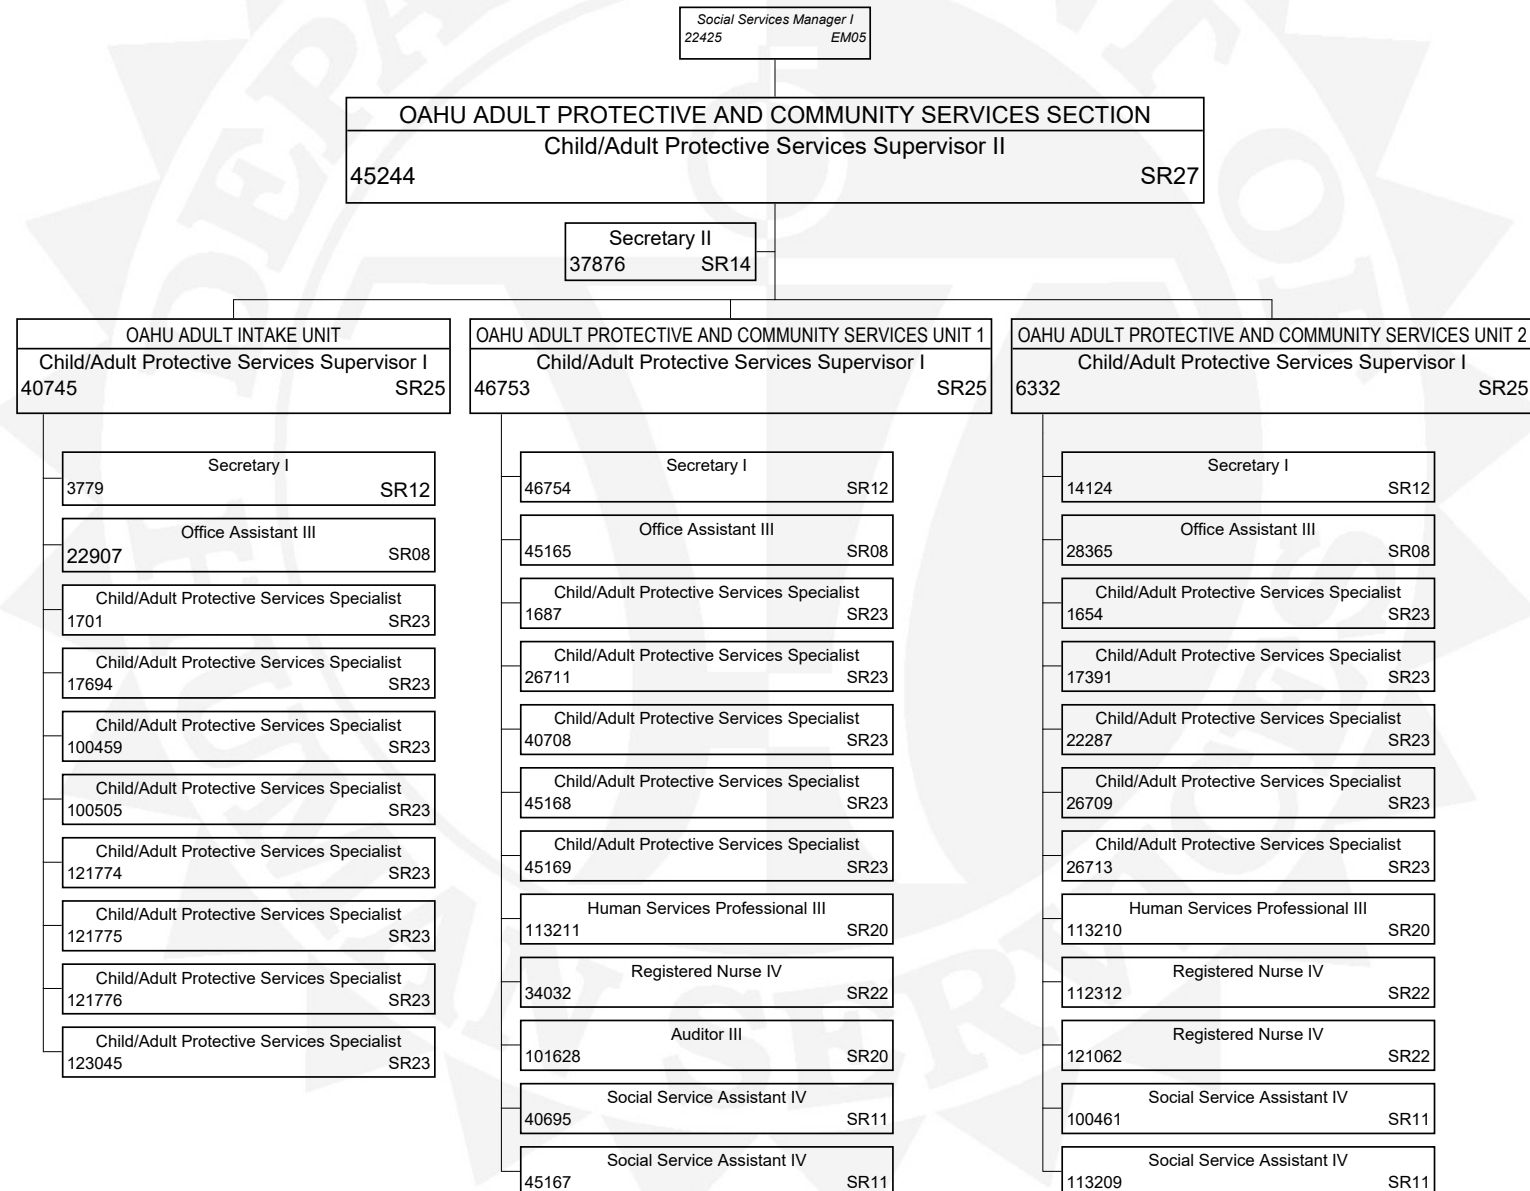 Social Services Manager I
22425 EM05
OAHU ADULT PROTECTIVE AND COMMUNITY SERVICES SECTION
Child/Adult Protective Services Supervisor II
45244 SR27
Secretary II
37876 SR14
OAHU ADULT INTAKE UNIT
Child/Adult Protective Services Supervisor I
40745 SR25
Secretary I
3779 SR12
Office Assistant III
22907 SR08
Child/Adult Protective Services Specialist
1701 SR23
Child/Adult Protective Services Specialist
17694 SR23
Child/Adult Protective Services Specialist
100459 SR23
Child/Adult Protective Services Specialist
100505 SR23
Child/Adult Protective Services Specialist
121774 SR23
Child/Adult Protective Services Specialist
121775 SR23
Child/Adult Protective Services Specialist
121776 SR23
Child/Adult Protective Services Specialist
123045 SR23
OAHU ADULT PROTECTIVE AND COMMUNITY SERVICES UNIT 1
Child/Adult Protective Services Supervisor I
46753 SR25
Secretary I
46754 SR12
Office Assistant III
45165 SR08
Child/Adult Protective Services Specialist
1687 SR23
Child/Adult Protective Services Specialist
26711 SR23
Child/Adult Protective Services Specialist
40708 SR23
Child/Adult Protective Services Specialist
45168 SR23
Child/Adult Protective Services Specialist
45169 SR23
Human Services Professional III
113211 SR20
Registered Nurse IV
34032 SR22
Auditor III
101628 SR20
Social Service Assistant IV
40695 SR11
Social Service Assistant IV
45167 SR11
OAHU ADULT PROTECTIVE AND COMMUNITY SERVICES UNIT 2
Child/Adult Protective Services Supervisor I
6332 SR25
Secretary I
14124 SR12
Office Assistant III
28365 SR08
Child/Adult Protective Services Specialist
1654 SR23
Child/Adult Protective Services Specialist
17391 SR23
Child/Adult Protective Services Specialist
22287 SR23
Child/Adult Protective Services Specialist
26709 SR23
Child/Adult Protective Services Specialist
26713 SR23
Human Services Professional III
113210 SR20
Registered Nurse IV
112312 SR22
Registered Nurse IV
121062 SR22
Social Service Assistant IV
100461 SR11
Social Service Assistant IV
113209 SR11